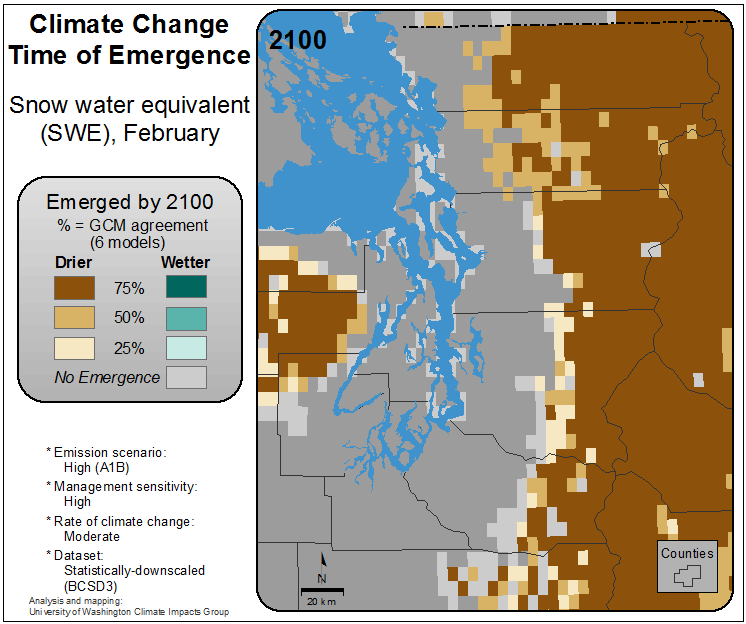 Climate Change
Time of Emergence
Snow water equivalent
(SWE), February
Emerged by 2100
% = GCM agreement
(6 models)
Drier Wetter
75%
50%
25%
No Emergence
* Emission scenario:
High (A1B)
* Management sensitivity:
High
* Rate of climate change:
Moderate
* Dataset:
Statistically-downscaled
(BCSD3)
Analysis and mapping:
University of Washington Climate Impacts Group
2100
N
20 km
Counties